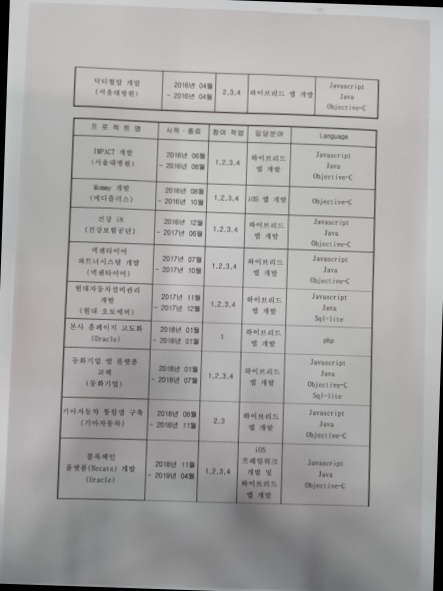 닥터혈압 개발
(서울대병원)
2016년 04월
- 2016년 04월
2,3,4
하이브리드 앱 개발
Javascript
Java
Objective-C
프 로 젝 트 명
시작 · 종료
참여 작업
담당분야
Language
IMPACT 개발
(서울대병원)
2016년 06월
- 2016년 08월
1,2,3,4
하이브리드
앱 개발
Javascript
Java
Objective-C
Mommy 개발
(메디플러스)
2016년 08월
- 2016년 10월
1,2,3,4
iOS 앱 개발
Objective-C
건강 iN
(건강보험공단)
2016년 12월
- 2017년 06월
1,2,3,4
하이브리드
앱 개발
Javascript
Java
Objective-C
넥센타이어
파트너시스템 개발
(넥센타이어)
2017년 07월
- 2017년 10월
1,2,3,4
하이브리드
앱 개발
Javascript
Java
Objective-C
현대자동차설비관리
개발
(현대 오토에버)
2017년 11월
- 2017년 12월
1,2,3,4
하이브리드
앱 개발
Javascript
Java
Sql-lite
본사 홈페이지 고도화
(Oracle)
2018년 01월
- 2018년 01월
1
하이브리드
앱 개발
php
동화기업 앱 플랫폼
교체
(동화기업)
2018년 01월
- 2018년 07월
1,2,3,4
하이브리드
앱 개발
Javascript
Java
Objective-C
Sql-lite
기아자동차 통합앱 구축
(기아자동차)
2018년 08월
- 2018년 11월
2,3
하이브리드
앱 개발
Javascript
Java
Objective-C
블록체인
플랫폼(Hecate) 개발
(Oracle)
2018년 11월
- 2019년 04월
1,2,3,4
iOS
프레임워크
개발 및
하이브리드
앱 개발
Javascript
Java
Objective-C